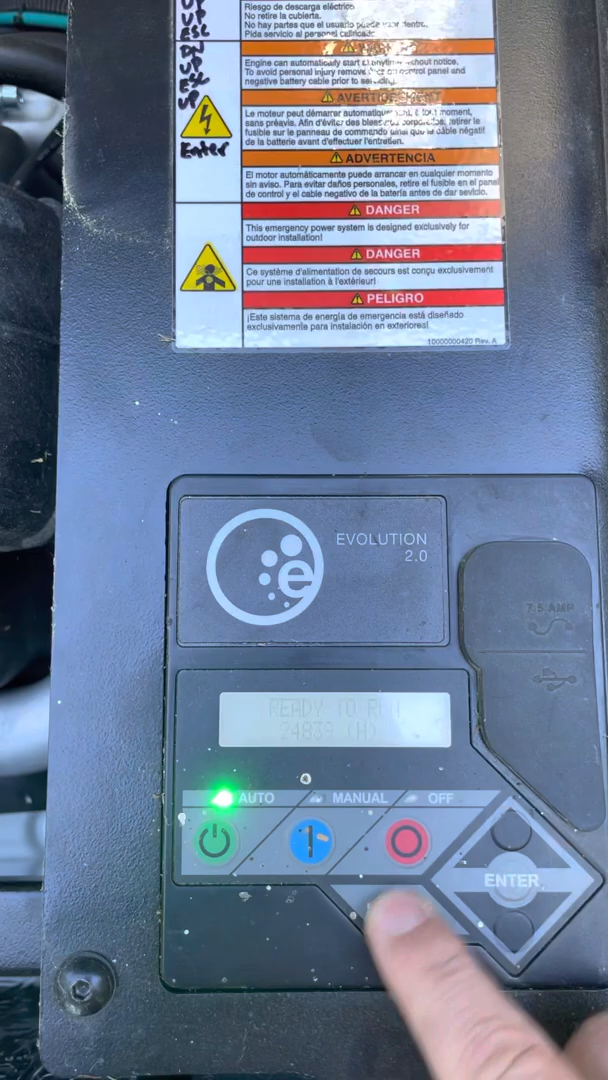 UP
ESC
DN
UP
ESC
UP
Enter
Riesgo de descarga eléctrica
No retire la cubierta.
No hay partes que el usuario puede usar dentro.
Pida servicio al personal calificado
Engine can automatically start at anytime without notice.
To avoid personal injury remove fuse on control panel and
negative battery cable prior to servicing.
AVERTISSEMENT
Le moteur peut démarrer automatiquement, à tout moment,
sans préavis. Afin d'éviter des blessures corporelles, retirer le
fusible sur le panneau de commande ainsi que le câble négatif
de la batterie avant d'effectuer l'entretien.
ADVERTENCIA
El motor automáticamente puede arrancar en cualquier momento
sin aviso. Para evitar daños personales, retire el fusible en el panel
de control y el cable negativo de la batería antes de dar sevicio.
DANGER
This emergency power system is designed exclusively for
outdoor installation!
DANGER
Ce système d'alimentation de secours est conçu exclusivement
pour une installation à l'extérieur!
PELIGRO
¡Este sistema de energía de emergencia está diseñado
exclusivamente para instalación en exteriores!
10000000420 Rev. A
e
EVOLUTION
2.0
7.5 AMP
READY TO RUN
24839 (H)
AUTO
MANUAL
OFF
ENTER